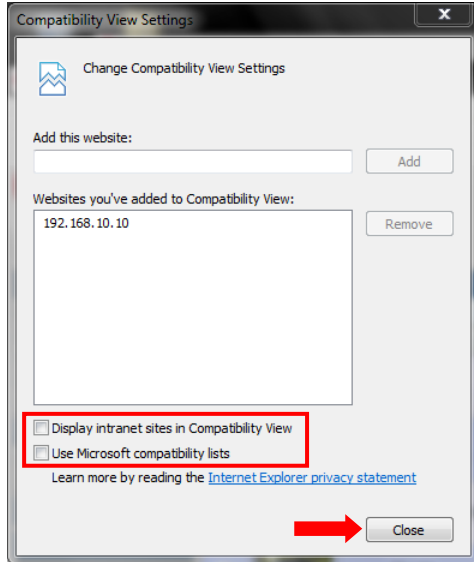 Compatibility View Settings
x
Change Compatibility View Settings
Add this website:
Add
Websites you've added to Compatibility View:
192.168.10.10
Remove
Display intranet sites in Compatibility View
Use Microsoft compatibility lists
Learn more by reading the Internet Explorer privacy statement
Close